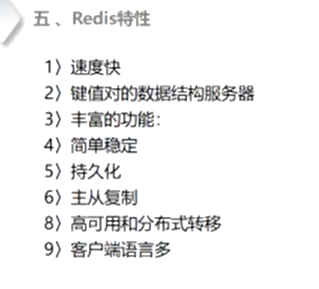 五、Redis特性
1）速度快
2）键值对的数据结构服务器
3）丰富的功能：
4）简单稳定
5）持久化
6）主从复制
8）高可用和分布式转移
9）客户端语言多